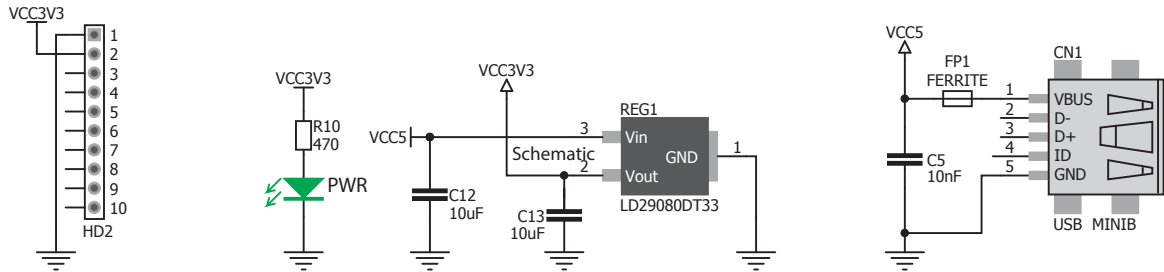 VCC3V3
1
2
3
4
5
6
7
8
9
10
HD2
VCC3V3
R10
470
PWR
VCC5
C12
10uF
VCC3V3
Schematic
C13
10uF
REG1
3
Vin
2
Vout
GND
1
LD29080DT33
VCC5
FP1
FERRITE
C5
10nF
CN1
1
VBUS
2
D-
3
D+
4
ID
5
GND
USB MINIB